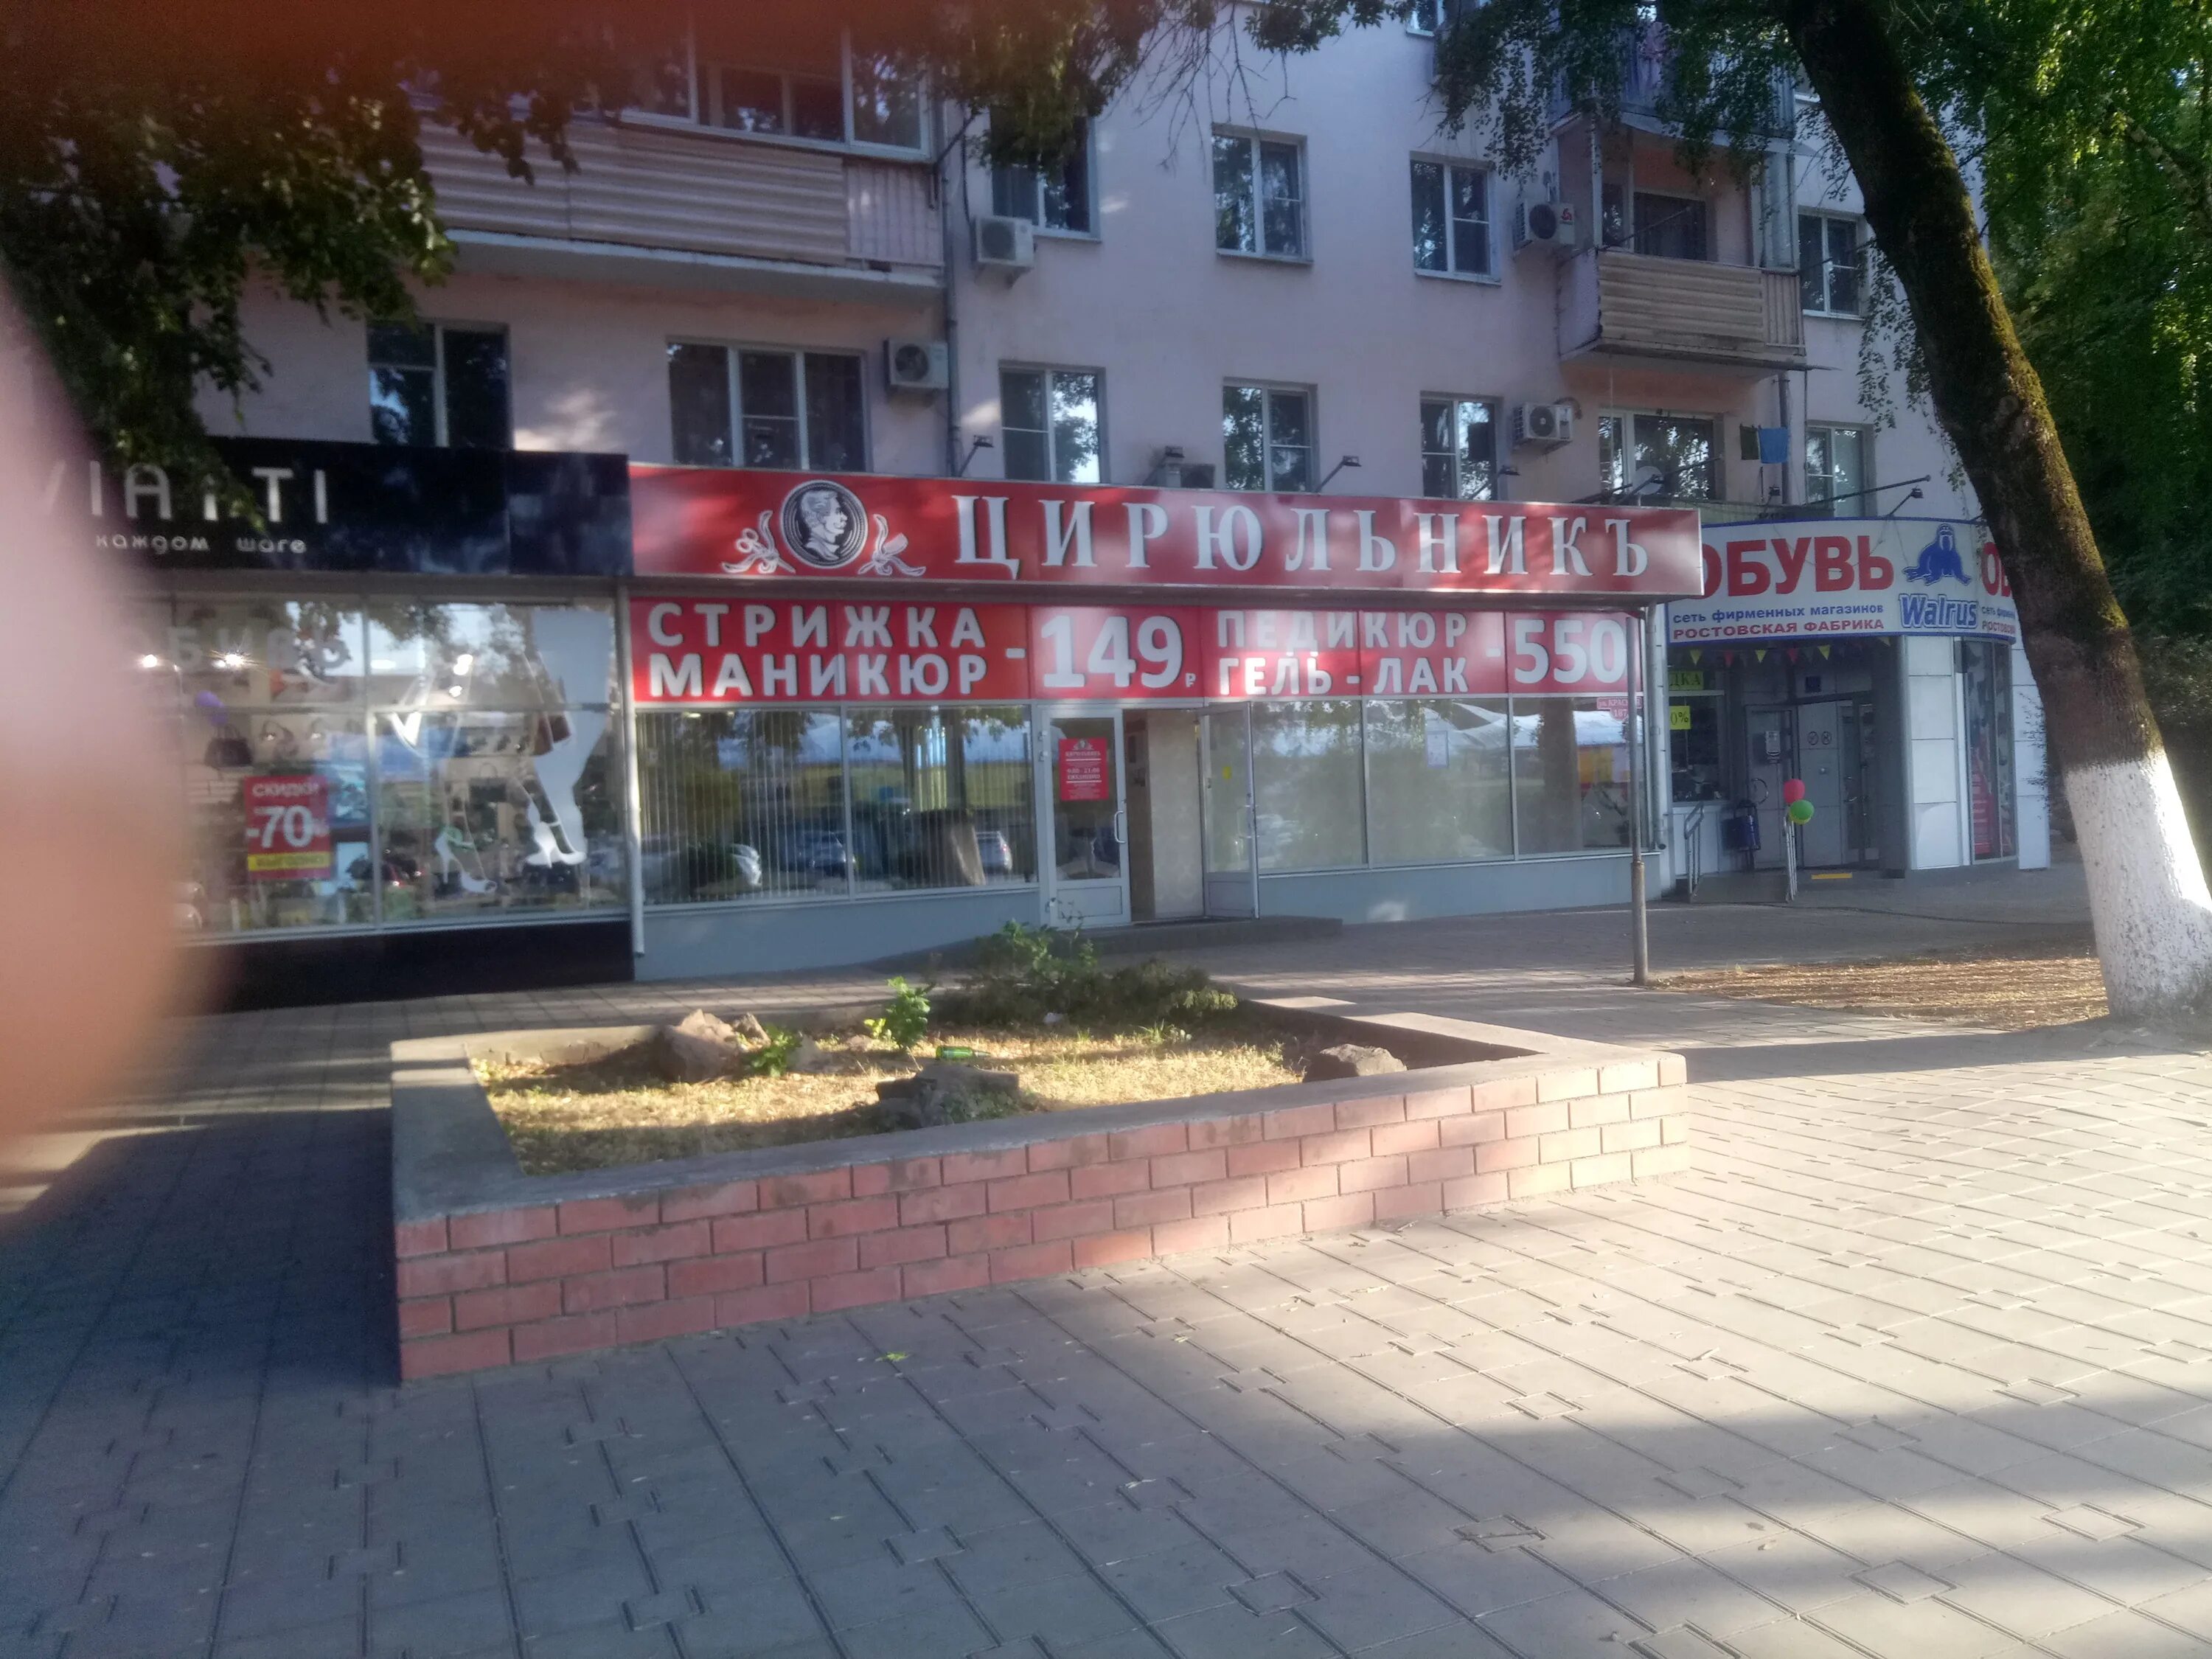 каждом шаге
ЦИРЮЛЬНИКЪ
СТРИЖКА
МАНИКЮР
- 149 ₽
ПЕДИКЮР
ГЕЛЬ - ЛАК
- 550
СКИДКИ
-70%
ОБУВЬ
сеть фирменных магазинов
РОСТОВСКАЯ ФАБРИКА
Walrus